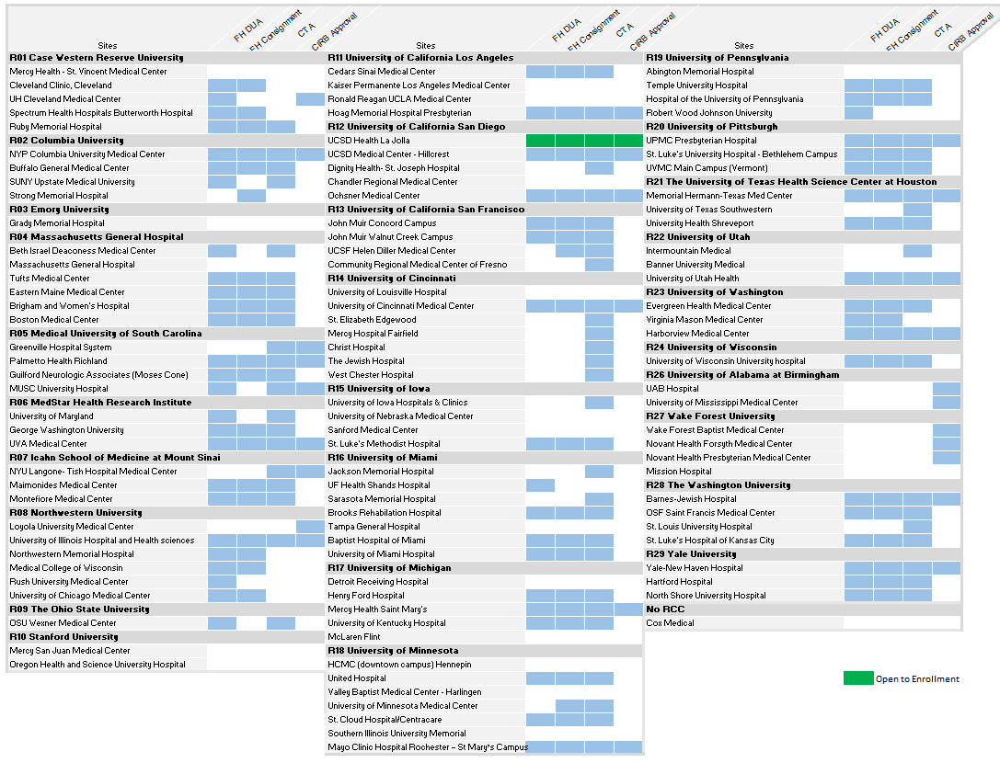 Sites FH DUA FH Consignment CTA CIRB Approval
R01 Case Western Reserve University
Mercy Health - St. Vincent Medical Center
Cleveland Clinic, Cleveland
UH Cleveland Medical Center
Spectrum Health Hospitals Butterworth Hospital
Ruby Memorial Hospital
R02 Columbia University
NYP Columbia University Medical Center
Buffalo General Medical Center
SUNY Upstate Medical University
Strong Memorial Hospital
R03 Emory University
Grady Memorial Hospital
R04 Massachusetts General Hospital
Beth Israel Deaconess Medical Center
Massachusetts General Hospital
Tufts Medical Center
Eastern Maine Medical Center
Brigham and Women's Hospital
Boston Medical Center
R05 Medical University of South Carolina
Greenville Hospital System
Palmetto Health Richland
Guilford Neurologic Associates (Moses Cone)
MUSC University Hospital
R06 MedStar Health Research Institute
University of Maryland
George Washington University
UVA Medical Center
R07 Icahn School of Medicine at Mount Sinai
NYU Langone- Tish Hospital Medical Center
Maimonides Medical Center
Montefiore Medical Center
R08 Northwestern University
Loyola University Medical Center
University of Illinois Hospital and Health sciences
Northwestern Memorial Hospital
Medical College of Wisconsin
Rush University Medical Center
University of Chicago Medical Center
R09 The Ohio State University
OSU Wexner Medical Center
R10 Stanford University
Mercy San Juan Medical Center
Oregon Health and Science University Hospital
Sites FH DUA FH Consignment CTA CIRB Approval
R11 University of California Los Angeles
Cedars Sinai Medical Center
Kaiser Permanente Los Angeles Medical Center
Ronald Reagan UCLA Medical Center
Hoag Memorial Hospital Presbyterian
R12 University of California San Diego
UCSD Health La Jolla
UCSD Medical Center - Hillcrest
Dignity Health- St. Joseph Hospital
Chandler Regional Medical Center
Ochsner Medical Center
R13 University of California San Francisco
John Muir Concord Campus
John Muir Walnut Creek Campus
UCSF Helen Diller Medical Center
Community Regional Medical Center of Fresno
R14 University of Cincinnati
University of Louisville Hospital
University of Cincinnati Medical Center
St. Elizabeth Edgewood
Mercy Hospital Fairfield
Christ Hospital
The Jewish Hospital
West Chester Hospital
R15 University of Iowa
University of Iowa Hospitals & Clinics
University of Nebraska Medical Center
Sanford Medical Center
St. Luke's Methodist Hospital
R16 University of Miami
Jackson Memorial Hospital
UF Health Shands Hospital
Sarasota Memorial Hospital
Brooks Rehabilation Hospital
Tampa General Hospital
Baptist Hospital of Miami
University of Miami Hospital
R17 University of Michigan
Detroit Receiving Hospital
Henry Ford Hospital
Mercy Health Saint Mary's
University of Kentucky Hospital
McLaren Flint
R18 University of Minnesota
HCMC (downtown campus) Hennepin
United Hospital
Valley Baptist Medical Center - Harlingen
University of Minnesota Medical Center
St. Cloud Hospital/Centracare
Southern Illinois University Memorial
Mayo Clinic Hospital Rochester – St Mary's Campus
Sites FH DUA FH Consignment CTA CIRB Approval
R19 University of Pennsylvania
Abington Memorial Hospital
Temple University Hospital
Hospital of the University of Pennsylvania
Robert Wood Johnson University
R20 University of Pittsburgh
UPMC Presbyterian Hospital
St. Luke's University Hospital - Bethlehem Campus
UVMC Main Campus (Vermont)
R21 The University of Texas Health Science Center at Houston
Memorial Hermann-Texas Med Center
University of Texas Southwestern
University Health Shreveport
R22 University of Utah
Intermountain Medical
Banner University Medical
University of Utah Health
R23 University of Washington
Evergreen Health Medical Center
Virginia Mason Medical Center
Harborview Medical Center
R24 University of Wisconsin
University of Wisconsin University hospital
R26 University of Alabama at Birmingham
UAB Hospital
University of Mississippi Medical Center
R27 Wake Forest University
Wake Forest Baptist Medical Center
Novant Health Forsyth Medical Center
Novant Health Presbyterian Medical Center
Mission Hospital
R28 The Washington University
Barnes-Jewish Hospital
OSF Saint Francis Medical Center
St. Louis University Hospital
St. Luke's Hospital of Kansas City
R29 Yale University
Yale-New Haven Hospital
Hartford Hospital
North Shore University Hospital
No RCC
Cox Medical
Open to Enrollment